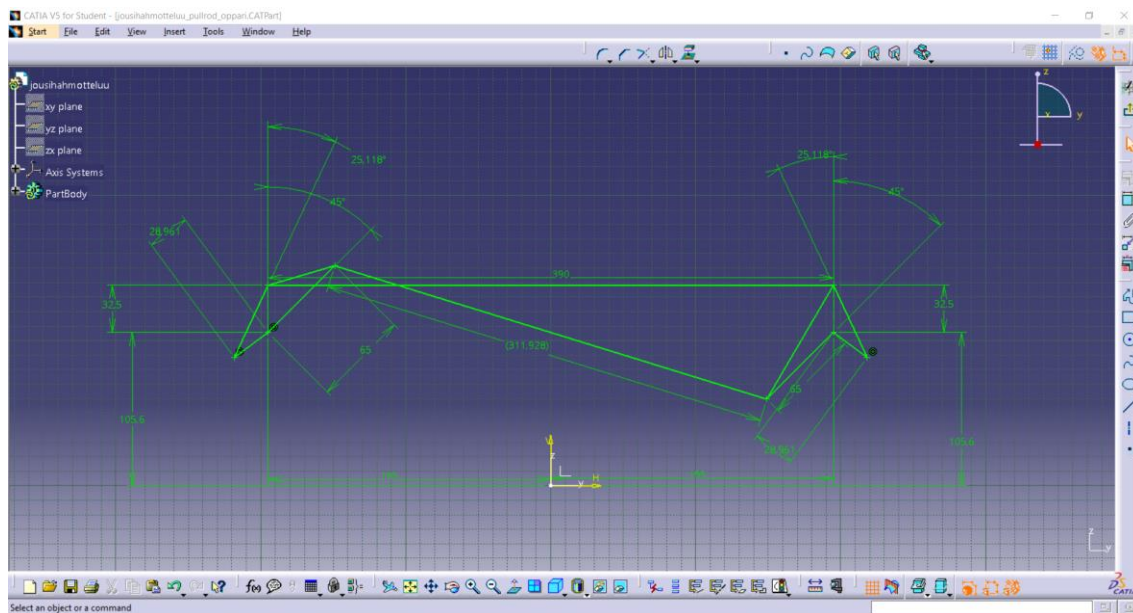 CATIA V5 for Student - [jousihahmotteluu_pullrod_oppari.CATPart]
Start File Edit View Insert Tools Window Help
jousihahmotteluu
xy plane
yz plane
zx plane
Axis Systems
PartBody
z
x
y
25,118°
25,118°
45°
45°
28,961
390
32,5
32,5
65
(311,928)
65
105,6
28,961
105,6
V
z
H
y
z
y
f(x)
CATIA
Select an object or a command